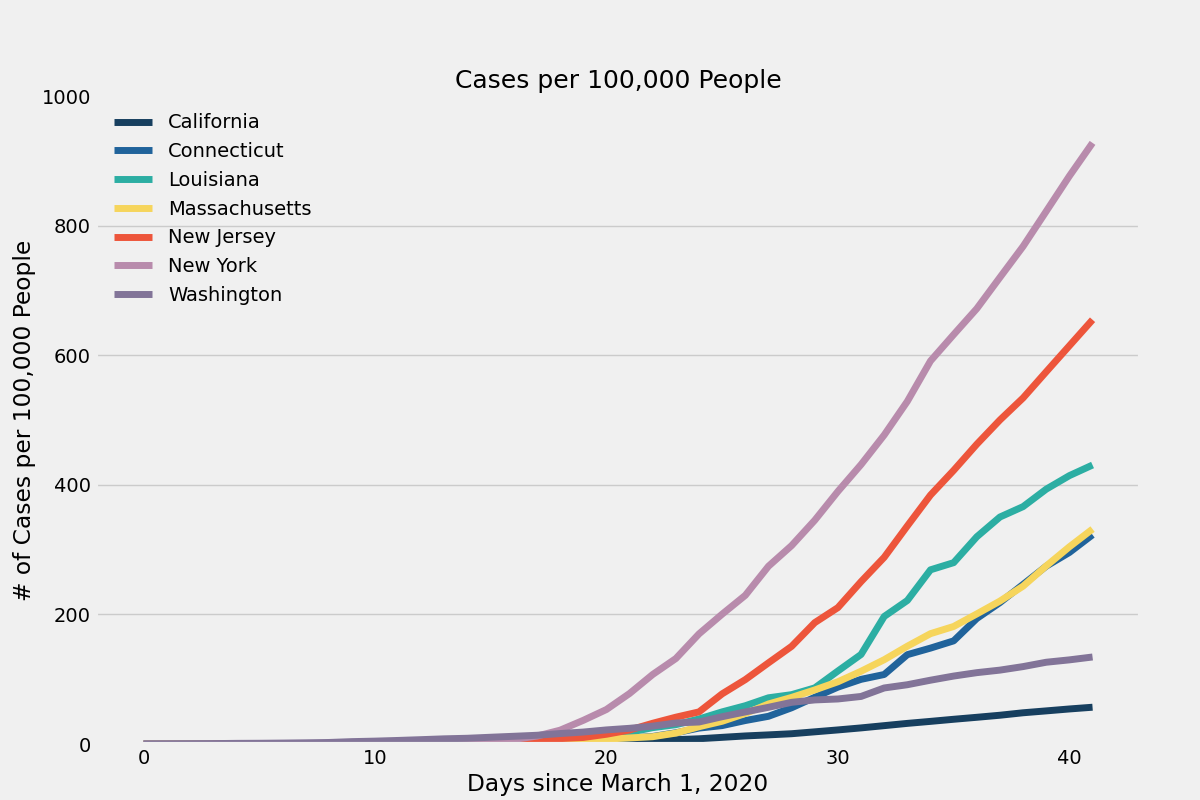 Cases per 100,000 People
1000
800
600
400
200
0
# of Cases per 100,000 People
California
Connecticut
Louisiana
Massachusetts
New Jersey
New York
Washington
0 10 20 30 40
Days since March 1, 2020